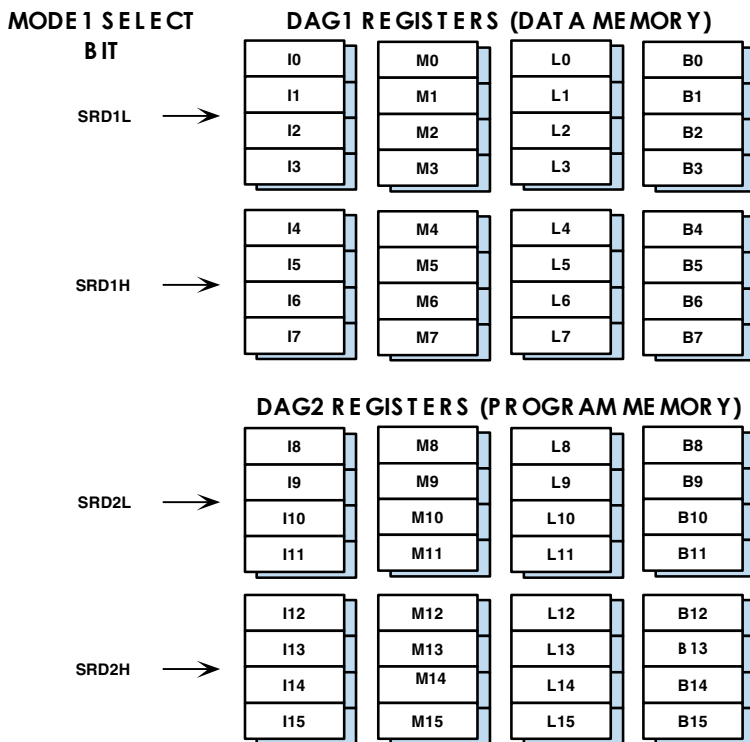 MODE1 SELECT BIT
DAG1 REGISTERS (DATA MEMORY)
I0 M0 L0 B0
I1 M1 L1 B1
SRD1L
I2 M2 L2 B2
I3 M3 L3 B3
I4 M4 L4 B4
I5 M5 L5 B5
SRD1H
I6 M6 L6 B6
I7 M7 L7 B7
DAG2 REGISTERS (PROGRAM MEMORY)
I8 M8 L8 B8
I9 M9 L9 B9
SRD2L
I10 M10 L10 B10
I11 M11 L11 B11
I12 M12 L12 B12
I13 M13 L13 B13
SRD2H
I14 M14 L14 B14
I15 M15 L15 B15